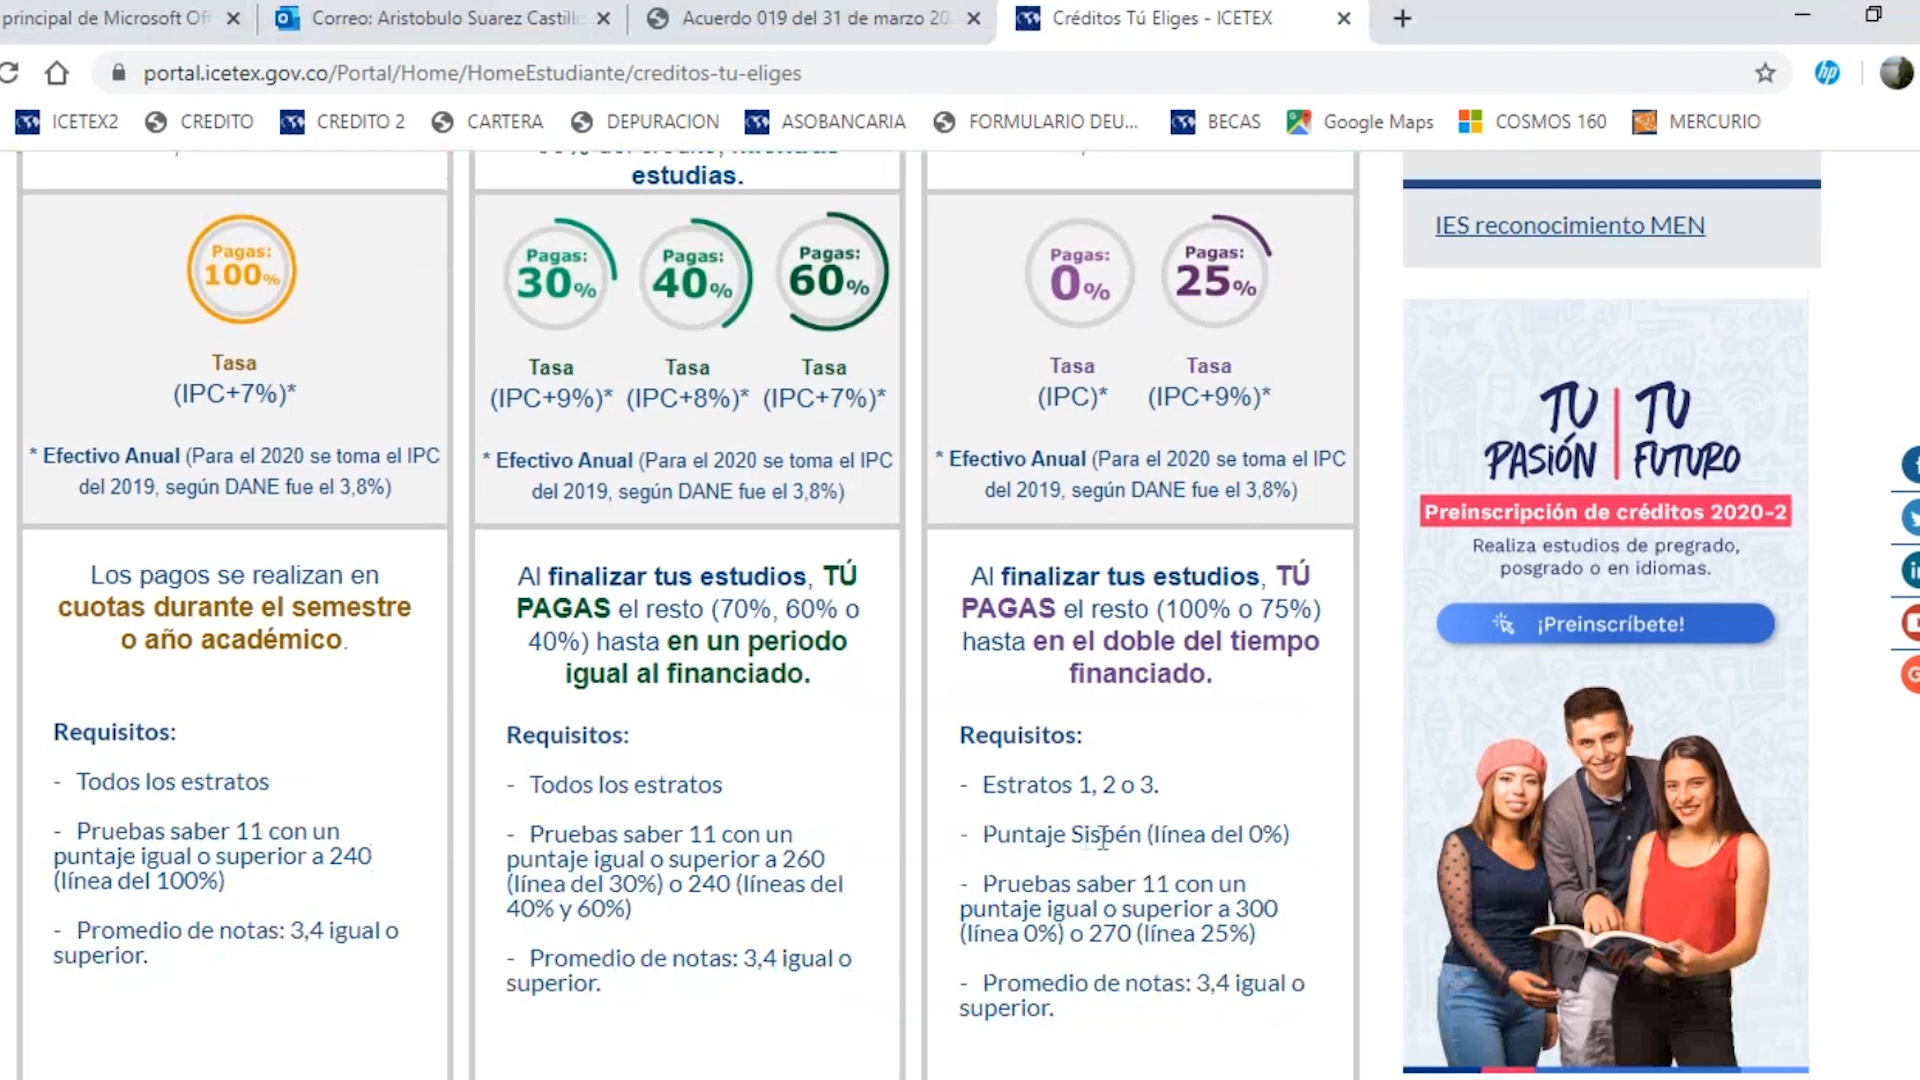 principal de Microsoft Off
Correo: Aristobulo Suarez Castill
Acuerdo 019 del 31 de marzo 20
Créditos Tú Eliges - ICETEX
portal.icetex.gov.co/Portal/Home/HomeEstudiante/creditos-tu-eliges
hp
ICETEX2
CREDITO
CREDITO 2
CARTERA
DEPURACION
ASOBANCARIA
FORMULARIO DEU...
BECAS
Google Maps
COSMOS 160
MERCURIO
estudias.
Pagas:
100%
Tasa
(IPC+7%)*
* Efectivo Anual (Para el 2020 se toma el IPC
del 2019, según DANE fue el 3,8%)
Los pagos se realizan en
cuotas durante el semestre
o año académico.
Requisitos:
- Todos los estratos
- Pruebas saber 11 con un
puntaje igual o superior a 240
(línea del 100%)
- Promedio de notas: 3,4 igual o
superior.
Pagas:
30%
Pagas:
40%
Pagas:
60%
Tasa
(IPC+9%)*
Tasa
(IPC+8%)*
Tasa
(IPC+7%)*
* Efectivo Anual (Para el 2020 se toma el IPC
del 2019, según DANE fue el 3,8%)
Al finalizar tus estudios, TÚ
PAGAS el resto (70%, 60% o
40%) hasta en un periodo
igual al financiado.
Requisitos:
- Todos los estratos
- Pruebas saber 11 con un
puntaje igual o superior a 260
(línea del 30%) o 240 (líneas del
40% y 60%)
- Promedio de notas: 3,4 igual o
superior.
Pagas:
0%
Pagas:
25%
Tasa
(IPC)*
Tasa
(IPC+9%)*
* Efectivo Anual (Para el 2020 se toma el IPC
del 2019, según DANE fue el 3,8%)
Al finalizar tus estudios, TÚ
PAGAS el resto (100% o 75%)
hasta en el doble del tiempo
financiado.
Requisitos:
- Estratos 1, 2 o 3.
- Puntaje Sisbén (línea del 0%)
- Pruebas saber 11 con un
puntaje igual o superior a 300
(línea 0%) o 270 (línea 25%)
- Promedio de notas: 3,4 igual o
superior.
IES reconocimiento MEN
TU PASIÓN | TU FUTURO
Preinscripción de créditos 2020-2
Realiza estudios de pregrado,
posgrado o en idiomas.
¡Preinscríbete!